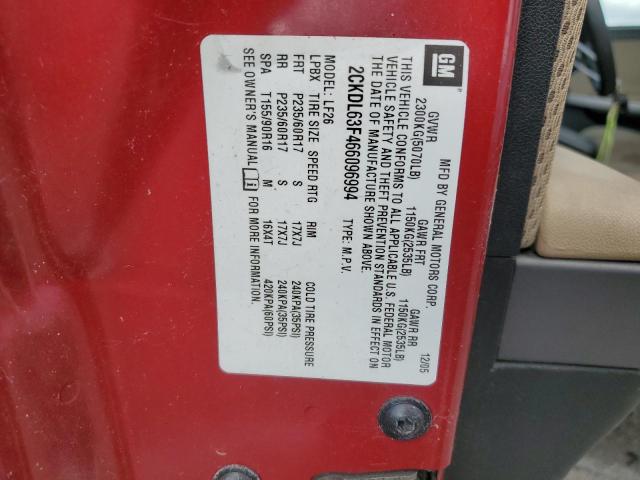 GM
MFD BY GENERAL MOTORS CORP. 12/05
GVWR GAWR FRT GAWR RR
2300KG(5070LB) 1150KG(2535LB) 1150KG(2535LB)
THIS VEHICLE CONFORMS TO ALL APPLICABLE U.S. FEDERAL MOTOR
VEHICLE SAFETY AND THEFT PREVENTION STANDARDS IN EFFECT ON
THE DATE OF MANUFACTURE SHOWN ABOVE.
2CKDL63F466096994 TYPE: M.P.V.
MODEL: LF26
LPBX TIRE SIZE SPEED RTG RIM COLD TIRE PRESSURE
FRT P235/60R17 S 17X7J 240KPA(35PSI)
RR P235/60R17 S 17X7J 240KPA(35PSI)
SPA T155/90R16 M 16X4T 420KPA(60PSI)
SEE OWNER'S MANUAL i FOR MORE INFORMATION.